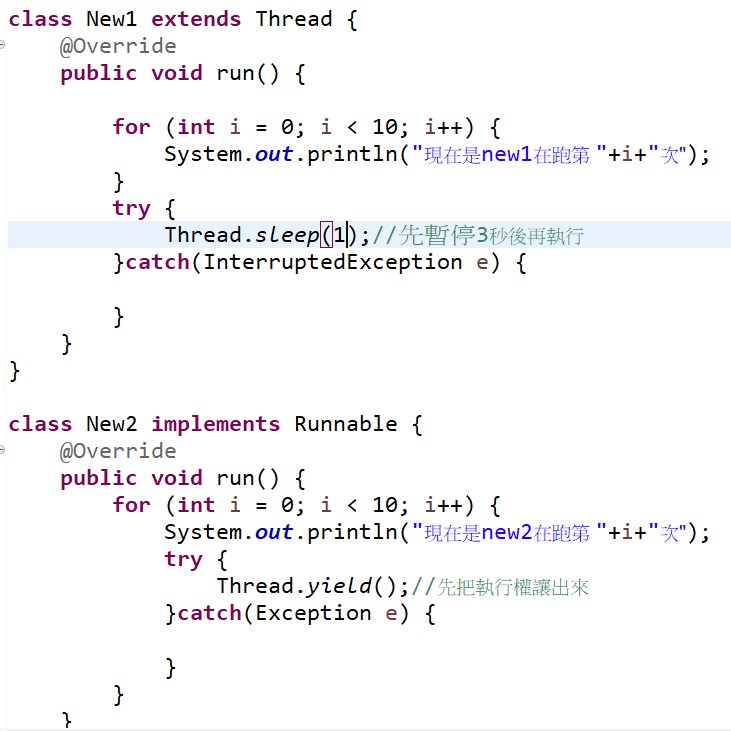 class New1 extends Thread {
    @Override
    public void run() {
        for (int i = 0; i < 10; i++) {
            System.out.println("現在是new1在跑第 "+i+"次");
        }
        try {
            Thread.sleep(1);//先暫停3秒後再執行
        }catch(InterruptedException e) {
        }
    }
}
class New2 implements Runnable {
    @Override
    public void run() {
        for (int i = 0; i < 10; i++) {
            System.out.println("現在是new2在跑第 "+i+"次");
            try {
                Thread.yield();//先把執行權讓出來
            }catch(Exception e) {
            }
        }
    }